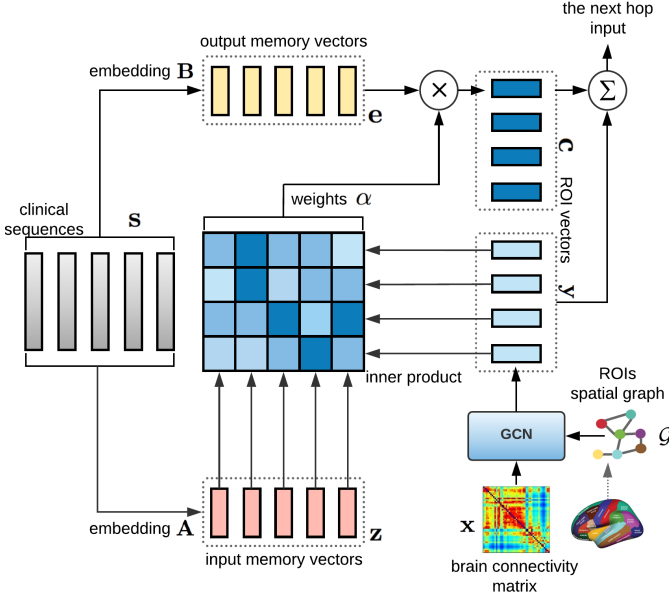 the next hop
input
output memory vectors
embedding B
e
×
Σ
c
ROI vectors
weights α
clinical
sequences
s
y
inner product
ROIs
spatial graph
GCN
𝒢
embedding A
z
input memory vectors
x
brain connectivity
matrix